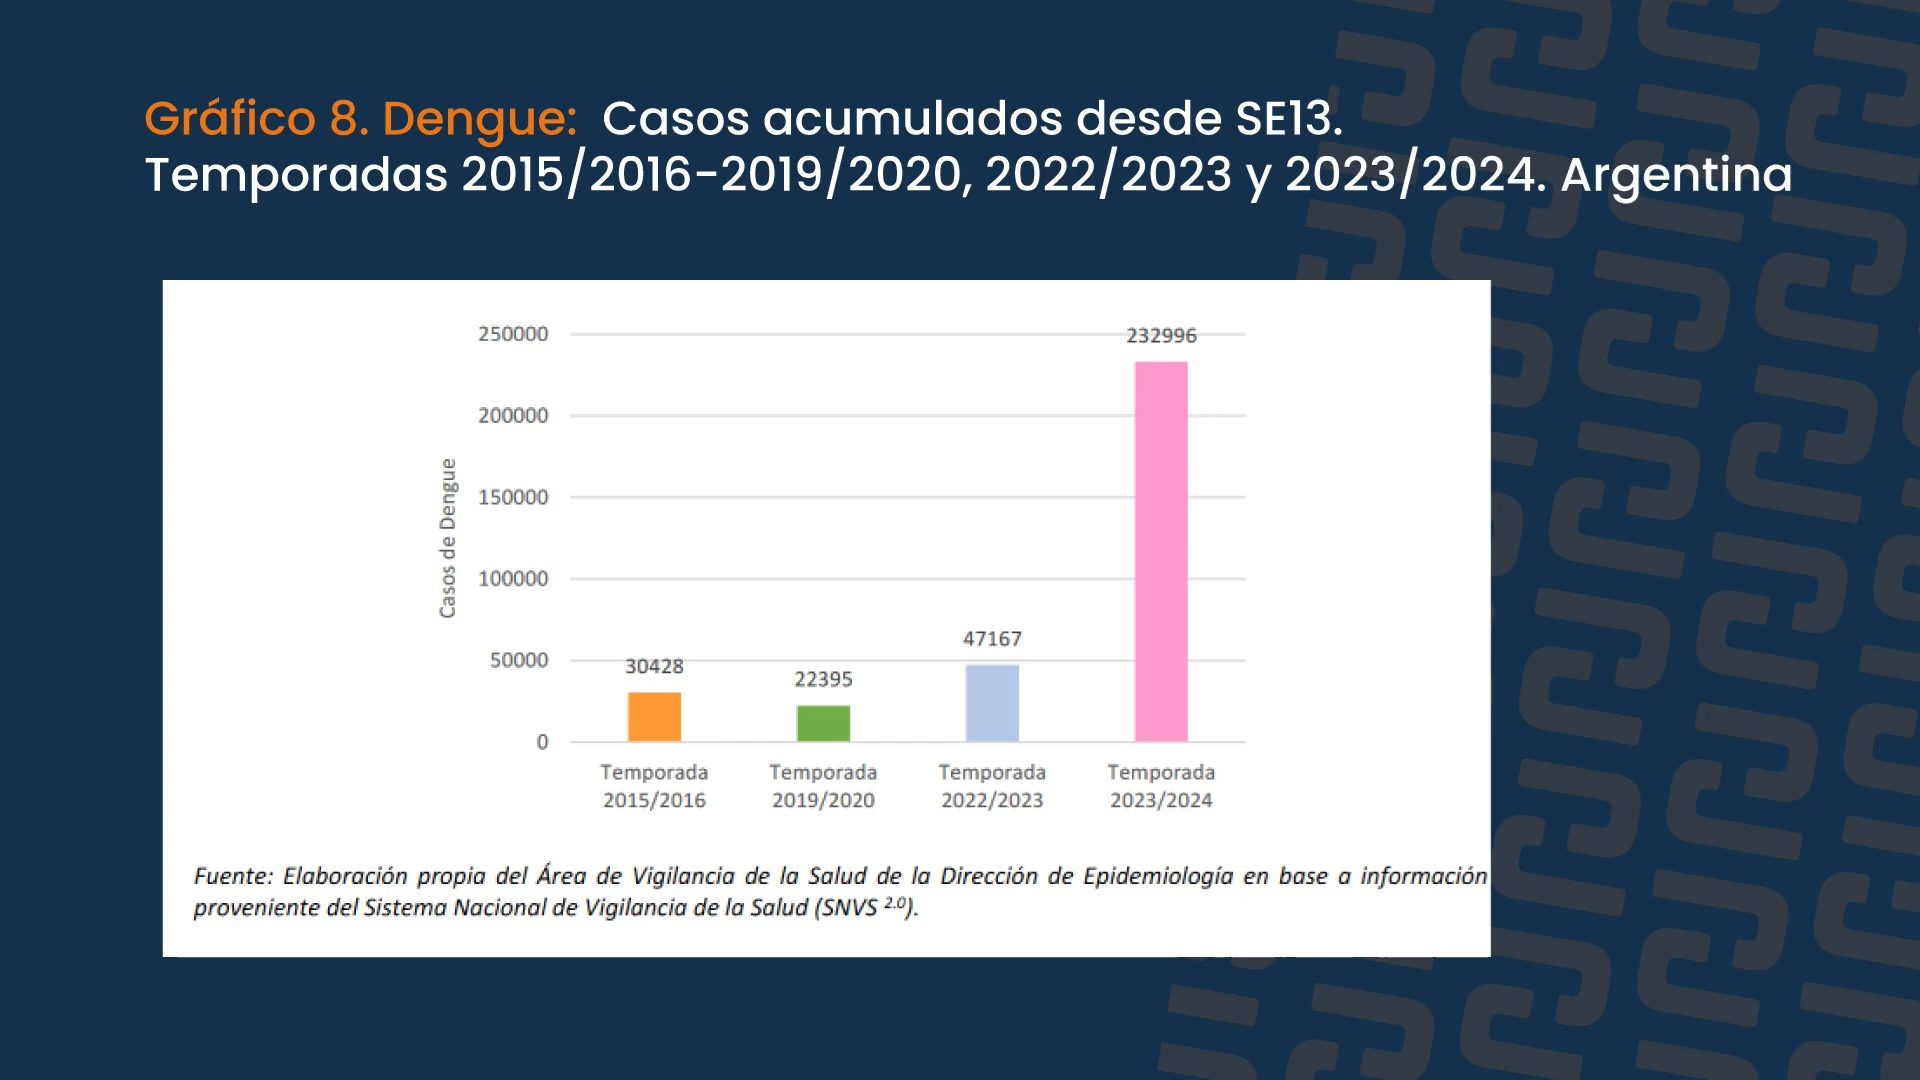 Gráfico 8. Dengue: Casos acumulados desde SE13.
Temporadas 2015/2016-2019/2020, 2022/2023 y 2023/2024. Argentina
250000
200000
150000
100000
50000
0
Casos de Dengue
30428
22395
47167
232996
Temporada
2015/2016
Temporada
2019/2020
Temporada
2022/2023
Temporada
2023/2024
Fuente: Elaboración propia del Área de Vigilancia de la Salud de la Dirección de Epidemiología en base a información
proveniente del Sistema Nacional de Vigilancia de la Salud (SNVS 2.0).